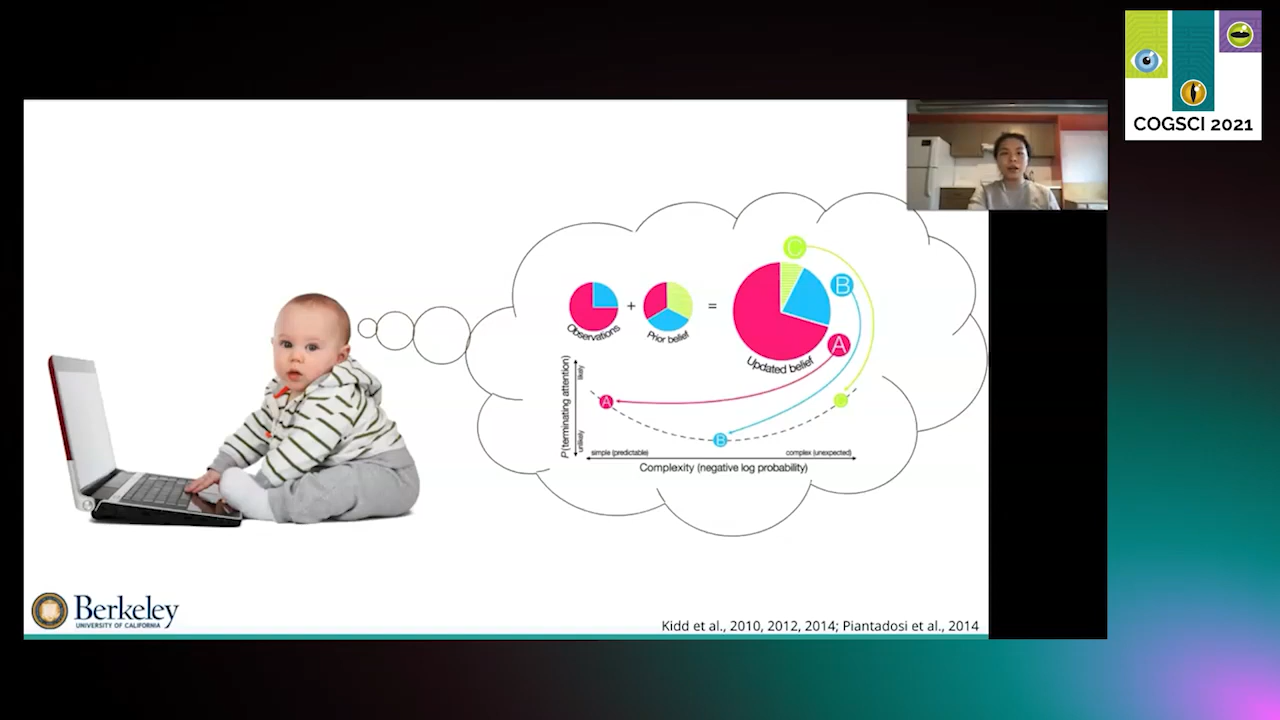 COGSCI 2021
C
B
A
Observations
+
Prior belief
=
Updated belief
P(terminating attention)
likely
unlikely
A
B
C
simple (predictable)
complex (unexpected)
Complexity (negative log probability)
Berkeley
UNIVERSITY OF CALIFORNIA
Kidd et al., 2010, 2012, 2014; Piantadosi et al., 2014